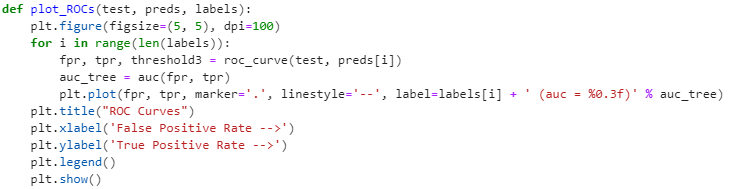 def plot_ROCs(test, preds, labels):
    plt.figure(figsize=(5, 5), dpi=100)
    for i in range(len(labels)):
        fpr, tpr, threshold3 = roc_curve(test, preds[i])
        auc_tree = auc(fpr, tpr)
        plt.plot(fpr, tpr, marker='.', linestyle='--', label=labels[i] + ' (auc = %0.3f)' % auc_tree)
    plt.title("ROC Curves")
    plt.xlabel('False Positive Rate -->')
    plt.ylabel('True Positive Rate -->')
    plt.legend()
    plt.show()